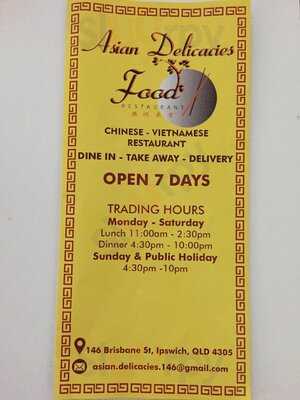 Asian Delicacies
Food
RESTAURANT
CHINESE - VIETNAMESE
RESTAURANT
DINE IN - TAKE AWAY - DELIVERY
OPEN 7 DAYS
TRADING HOURS
Monday - Saturday
Lunch 11:00am - 2:30pm
Dinner 4:30pm - 10:00pm
Sunday & Public Holiday
4:30pm -10pm
146 Brisbane St, Ipswich, QLD 4305
asian.delicacies.146@gmail.com